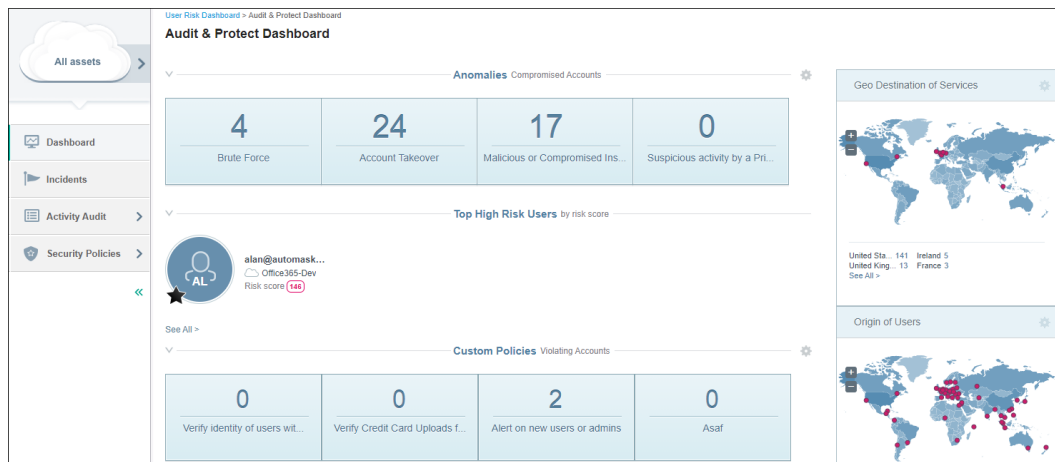 User Risk Dashboard > Audit & Protect Dashboard
Audit & Protect Dashboard
All assets
Dashboard
Incidents
Activity Audit
Security Policies
Anomalies Compromised Accounts
4
Brute Force
24
Account Takeover
17
Malicious or Compromised Ins...
0
Suspicious activity by a Pri...
Top High Risk Users by risk score
AL
alan@automask...
Office365-Dev
Risk score 146
See All >
Custom Policies Violating Accounts
0
Verify identity of users wit...
0
Verify Credit Card Uploads f...
2
Alert on new users or admins
0
Asaf
Geo Destination of Services
+
−
United Sta... 141 Ireland 5
United King... 13 France 3
See All >
Origin of Users
+
−